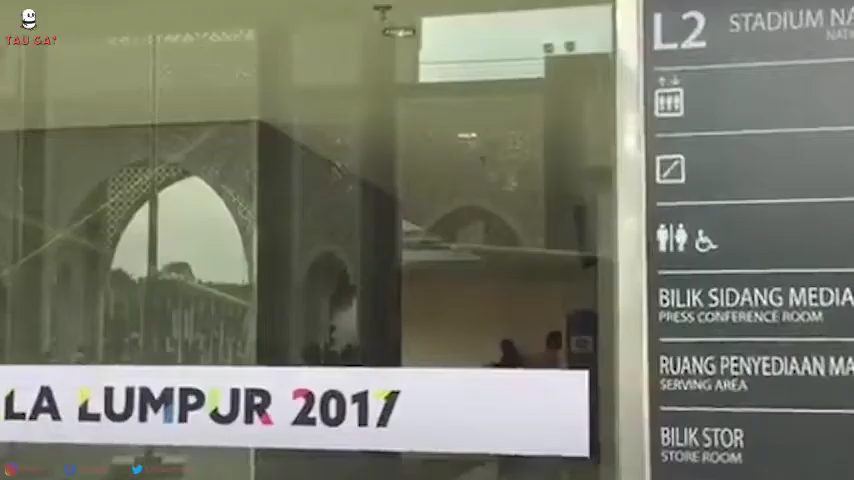 TAU GA
LA LUMPUR 2017
L2 STADIUM NA
NATI
BILIK SIDANG MEDIA
PRESS CONFERENCE ROOM
RUANG PENYEDIAAN MA
SERVING AREA
BILIK STOR
STORE ROOM